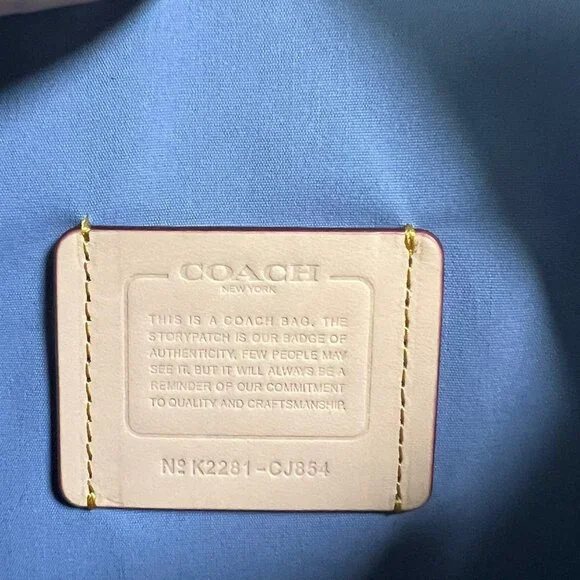 COACH
NEW YORK
THIS IS A COACH BAG. THE
STORYPATCH IS OUR BADGE OF
AUTHENTICITY. FEW PEOPLE MAY
SEE IT. BUT IT WILL ALWAYS BE A
REMINDER OF OUR COMMITMENT
TO QUALITY AND CRAFTSMANSHIP.
Nº K2281-CJ854